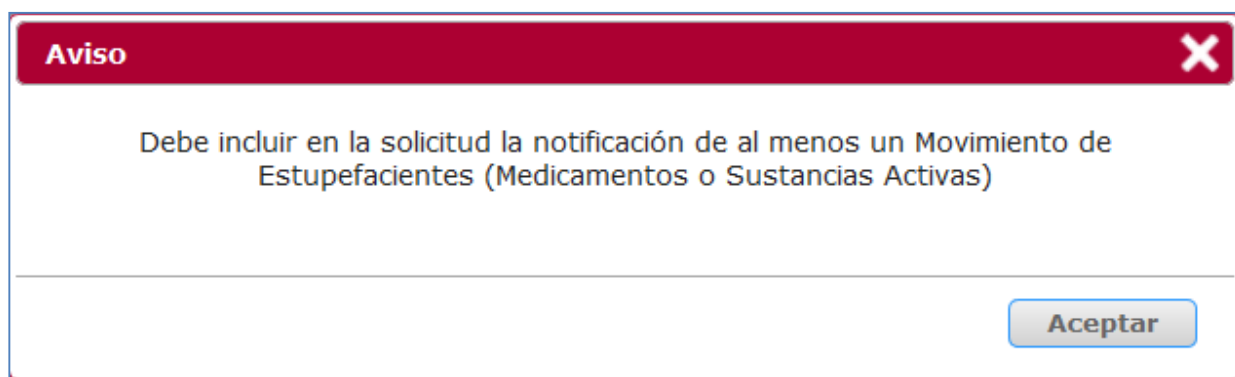 Aviso
Debe incluir en la solicitud la notificación de al menos un Movimiento de
Estupefacientes (Medicamentos o Sustancias Activas)
Aceptar